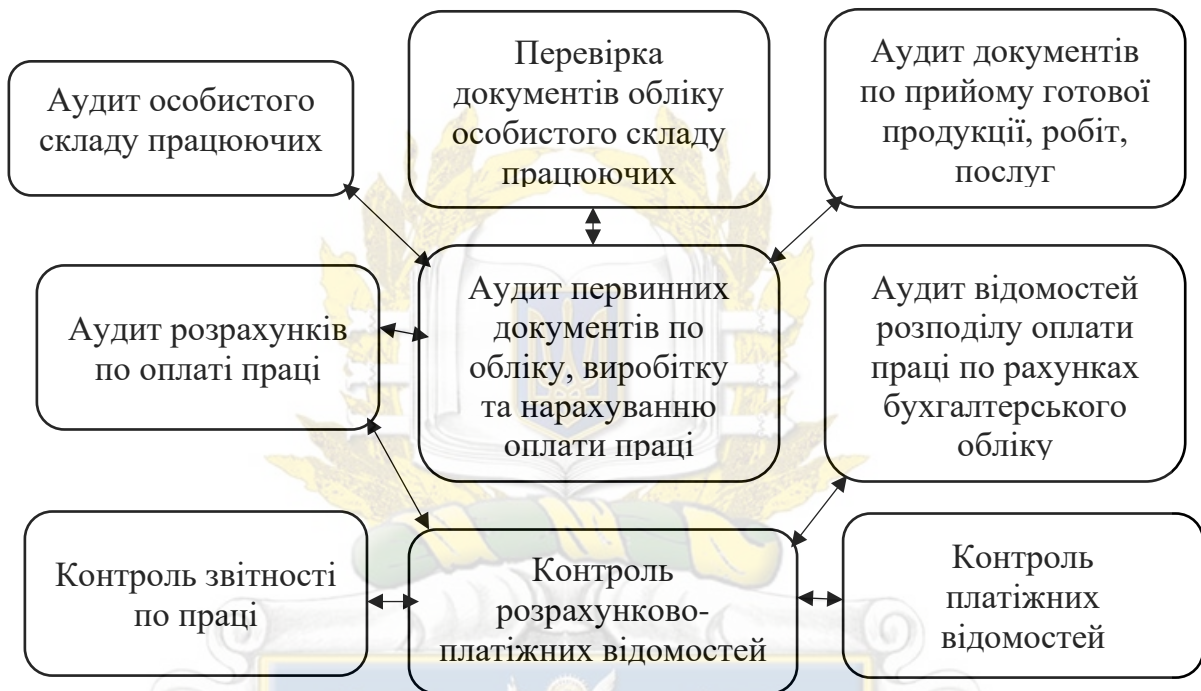 Аудит особистого
складу працюючих
Перевірка
документів обліку
особистого складу
працюючих
Аудит документів
по прийому готової
продукції, робіт,
послуг
Аудит розрахунків
по оплаті праці
Аудит первинних
документів по
обліку, виробітку
та нарахуванню
оплати праці
Аудит відомостей
розподілу оплати
праці по рахунках
бухгалтерського
обліку
Контроль звітності
по праці
Контроль
розрахунково-
платіжних відомостей
Контроль
платіжних
відомостей